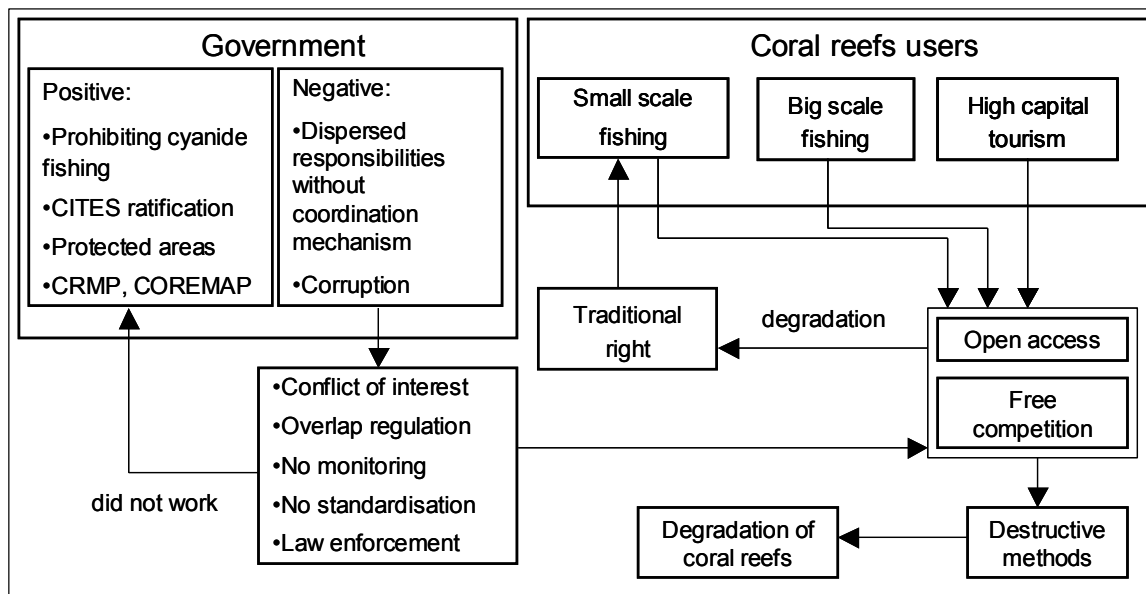 Government
Positive:
•Prohibiting cyanide
fishing
•CITES ratification
•Protected areas
•CRMP, COREMAP
Negative:
•Dispersed
responsibilities
without
coordination
mechanism
•Corruption
Coral reefs users
Small scale
fishing
Big scale
fishing
High capital
tourism
Traditional
right
degradation
Open access
Free
competition
•Conflict of interest
•Overlap regulation
•No monitoring
•No standardisation
•Law enforcement
did not work
Degradation of
coral reefs
Destructive
methods